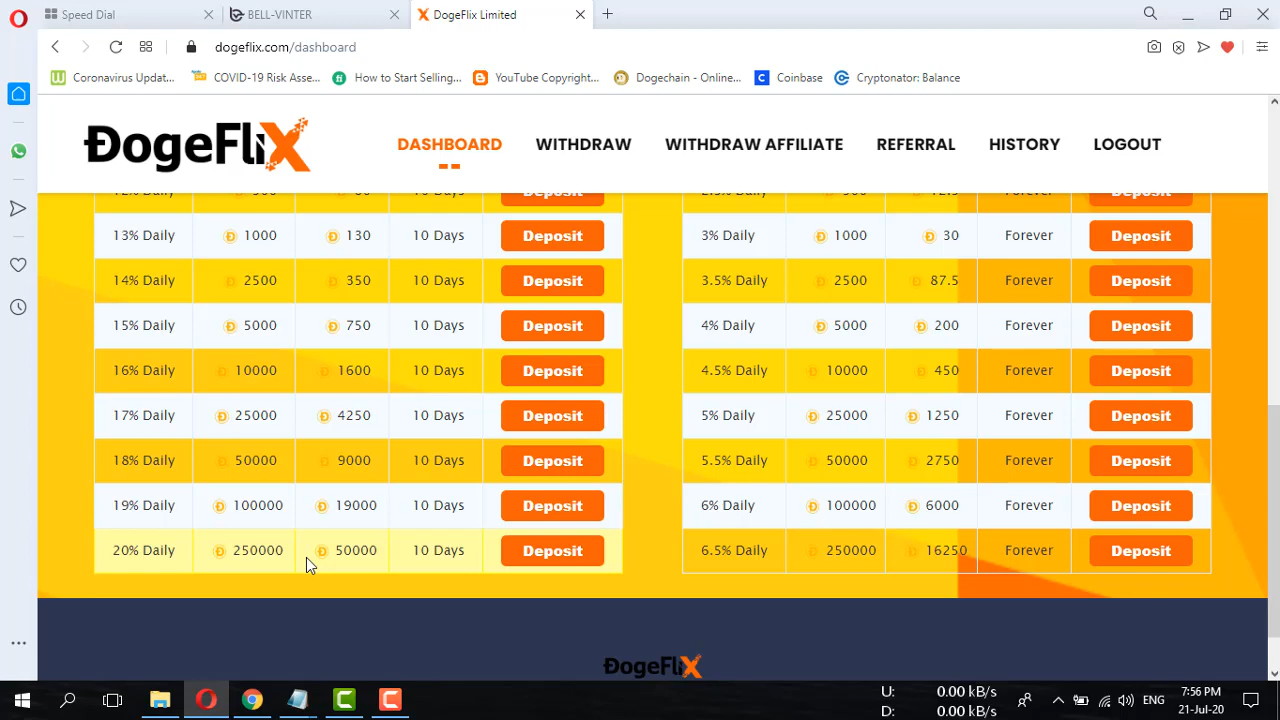 Speed Dial
BELL-VINTER
DogeFlix Limited
dogeflix.com/dashboard
Coronavirus Updat...
COVID-19 Risk Asse...
How to Start Selling...
YouTube Copyright...
Dogechain - Online...
Coinbase
Cryptonator: Balance
ÐogeFliX
DASHBOARD
WITHDRAW
WITHDRAW AFFILIATE
REFERRAL
HISTORY
LOGOUT
13% Daily 1000 130 10 Days Deposit
14% Daily 2500 350 10 Days Deposit
15% Daily 5000 750 10 Days Deposit
16% Daily 10000 1600 10 Days Deposit
17% Daily 25000 4250 10 Days Deposit
18% Daily 50000 9000 10 Days Deposit
19% Daily 100000 19000 10 Days Deposit
20% Daily 250000 50000 10 Days Deposit
3% Daily 1000 30 Forever Deposit
3.5% Daily 2500 87.5 Forever Deposit
4% Daily 5000 200 Forever Deposit
4.5% Daily 10000 450 Forever Deposit
5% Daily 25000 1250 Forever Deposit
5.5% Daily 50000 2750 Forever Deposit
6% Daily 100000 6000 Forever Deposit
6.5% Daily 250000 16250 Forever Deposit
ÐogeFliX
U: 0.00 kB/s
D: 0.00 kB/s
ENG
7:56 PM
21-Jul-20